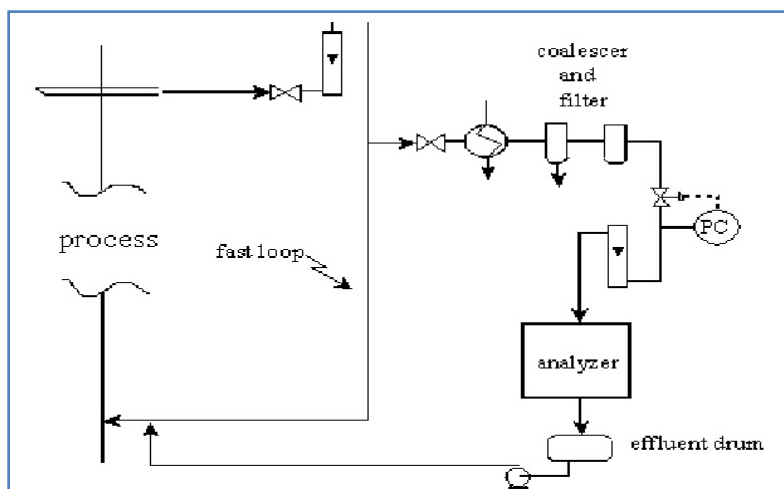 coalescer
and
filter
process
fast loop
PC
analyzer
effluent drum